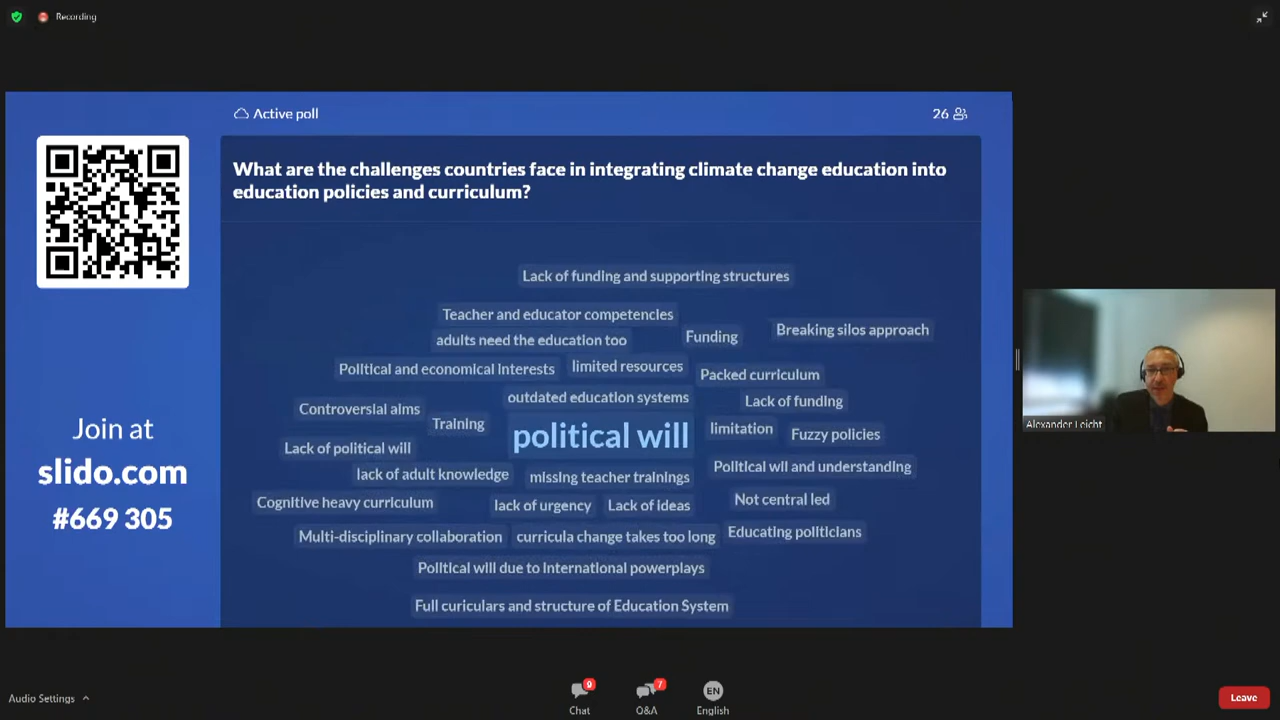 Recording
Active poll
26
What are the challenges countries face in integrating climate change education into
education policies and curriculum?
Lack of funding and supporting structures
Teacher and educator competencies
adults need the education too
Funding
Breaking silos approach
Political and economical interests
limited resources
Packed curriculum
outdated education systems
Lack of funding
Controversial aims
Training
political will
limitation
Fuzzy policies
Lack of political will
lack of adult knowledge
missing teacher trainings
Political wil and understanding
Cognitive heavy curriculum
lack of urgency
Lack of ideas
Not central led
Multi-disciplinary collaboration
curricula change takes too long
Educating politicians
Political will due to international powerplays
Full curiculars and structure of Education System
Join at
slido.com
#669 305
Alexander Leicht
Audio Settings
9
Chat
7
Q&A
EN
English
Leave